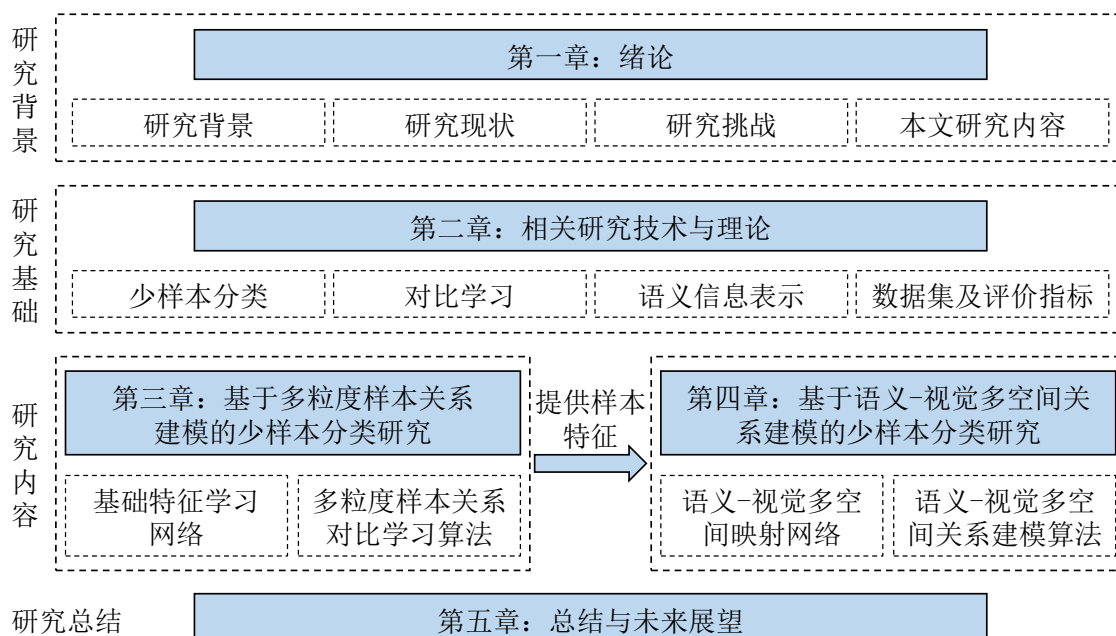 研究背景
第一章：绪论
研究背景
研究现状
研究挑战
本文研究内容
研究基础
第二章：相关研究技术与理论
少样本分类
对比学习
语义信息表示
数据集及评价指标
研究内容
第三章：基于多粒度样本关系
建模的少样本分类研究
基础特征学习
网络
多粒度样本关系
对比学习算法
提供样本
特征
第四章：基于语义-视觉多空间关
系建模的少样本分类研究
语义-视觉多空
间映射网络
语义-视觉多空
间关系建模算法
研究总结
第五章：总结与未来展望